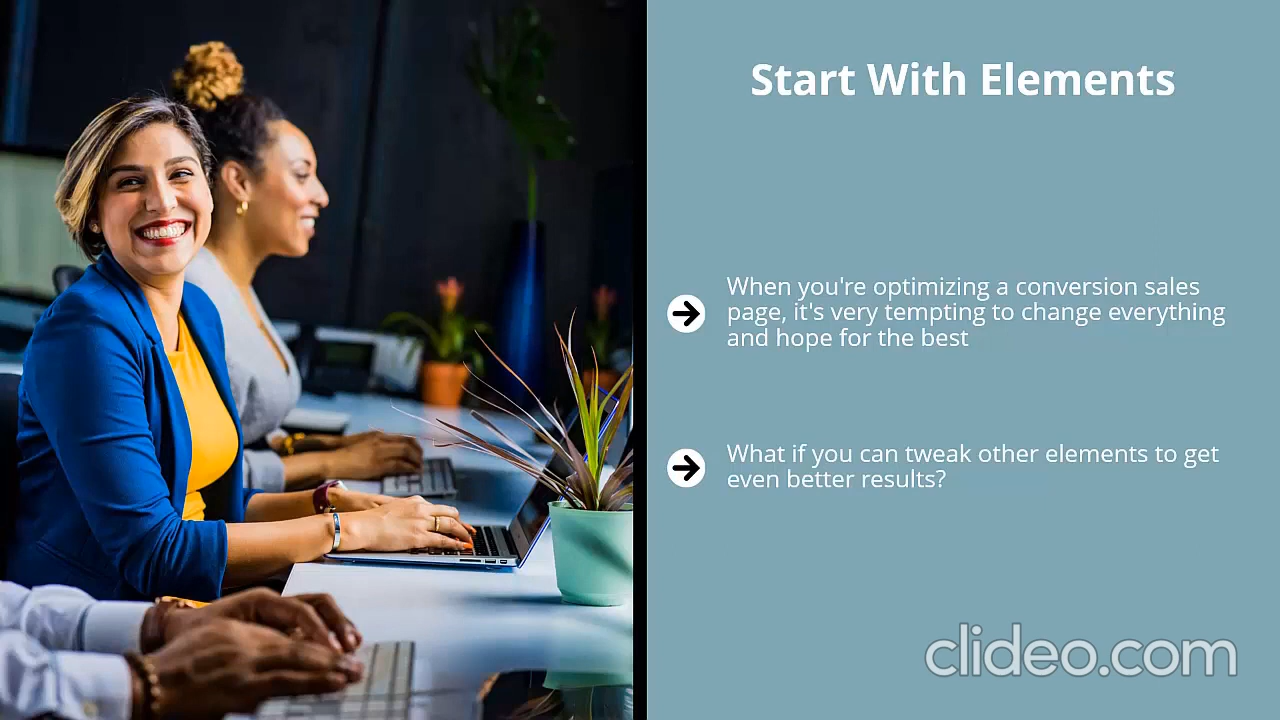 Start With Elements
When you're optimizing a conversion sales
page, it's very tempting to change everything
and hope for the best
What if you can tweak other elements to get
even better results?
clideo.com